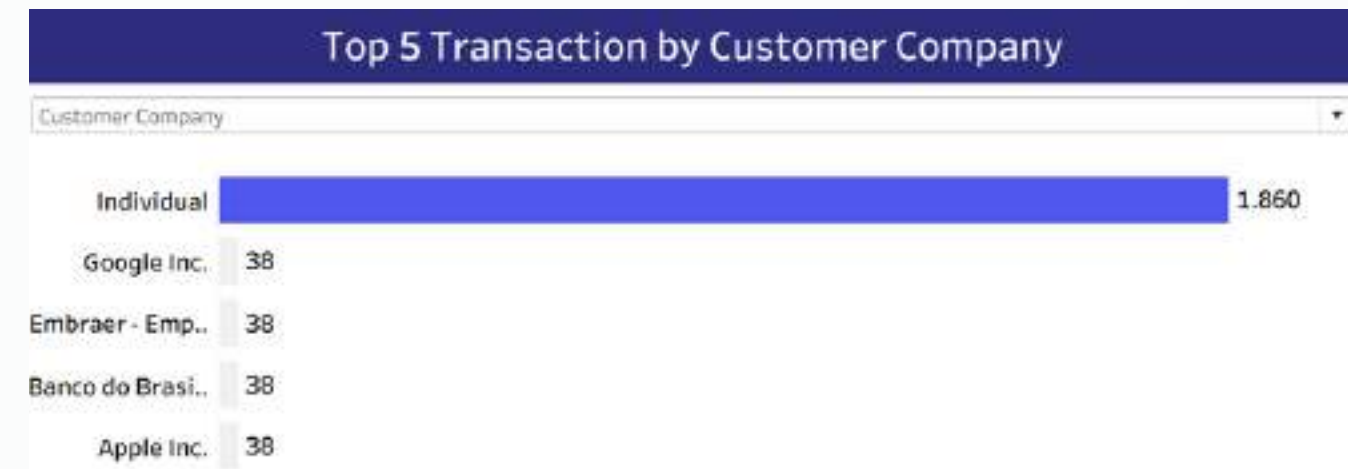 Top 5 Transaction by Customer Company
Customer Company
Individual 1.860
Google Inc. 38
Embraer - Emp.. 38
Banco do Brasi.. 38
Apple Inc. 38